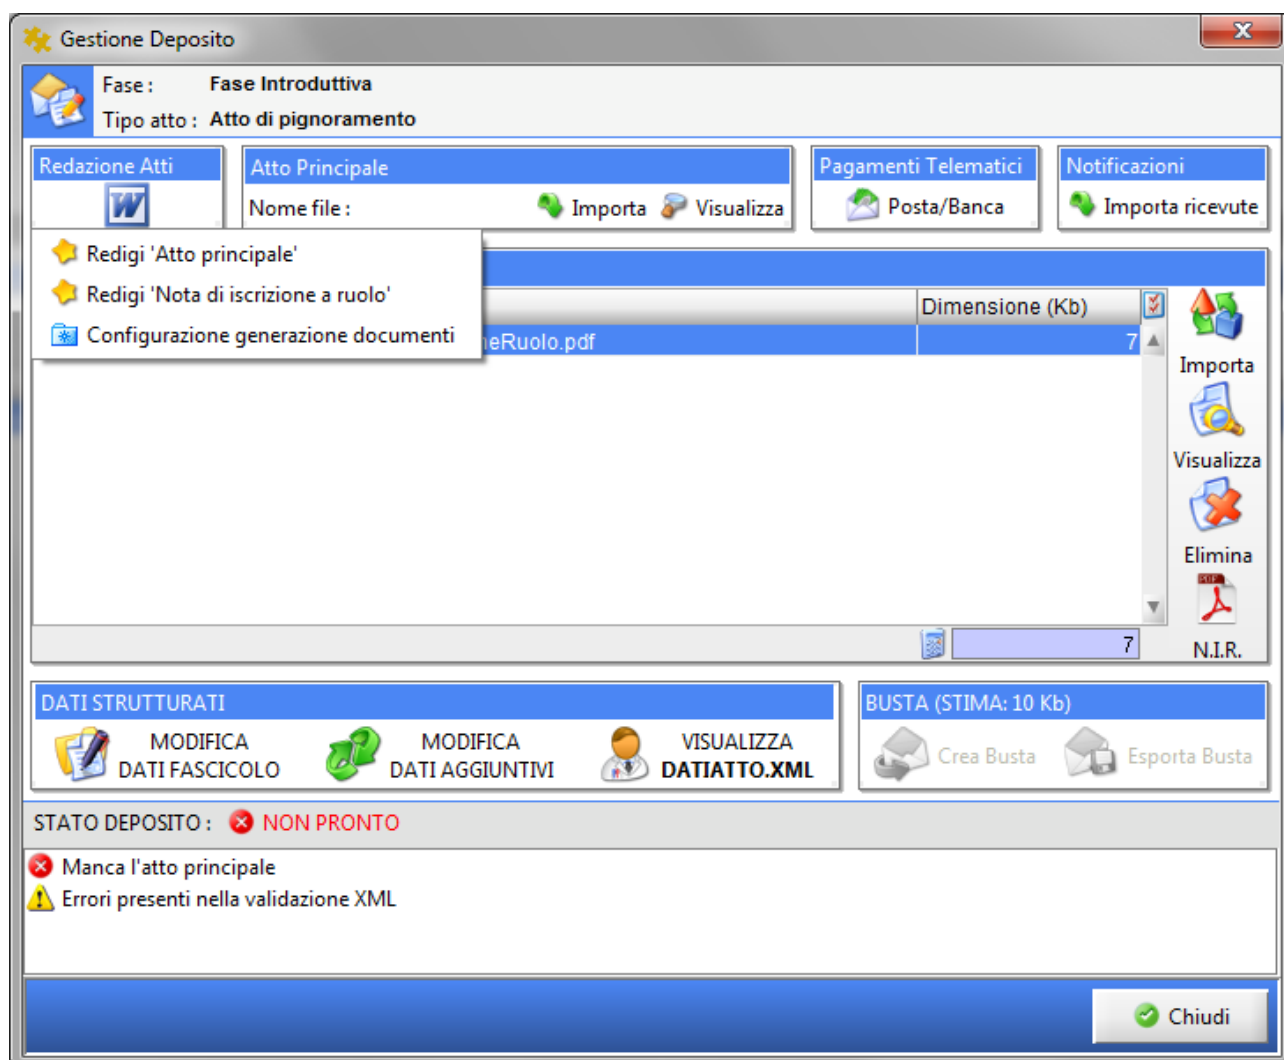 Gestione Deposito
Fase : Fase Introduttiva
Tipo atto : Atto di pignoramento
Redazione Atti
Atto Principale
Pagamenti Telematici
Notificazioni
Nome file : Importa Visualizza
Posta/Banca
Importa ricevute
Redigi 'Atto principale'
Redigi 'Nota di iscrizione a ruolo'
Configurazione generazione documenti
Dimensione (Kb)
neRuolo.pdf 7
Importa
Visualizza
Elimina
PDF
N.I.R.
7
DATI STRUTTURATI
MODIFICA
DATI FASCICOLO
MODIFICA
DATI AGGIUNTIVI
VISUALIZZA
DATIATTO.XML
BUSTA (STIMA: 10 Kb)
Crea Busta
Esporta Busta
STATO DEPOSITO : NON PRONTO
Manca l'atto principale
Errori presenti nella validazione XML
Chiudi